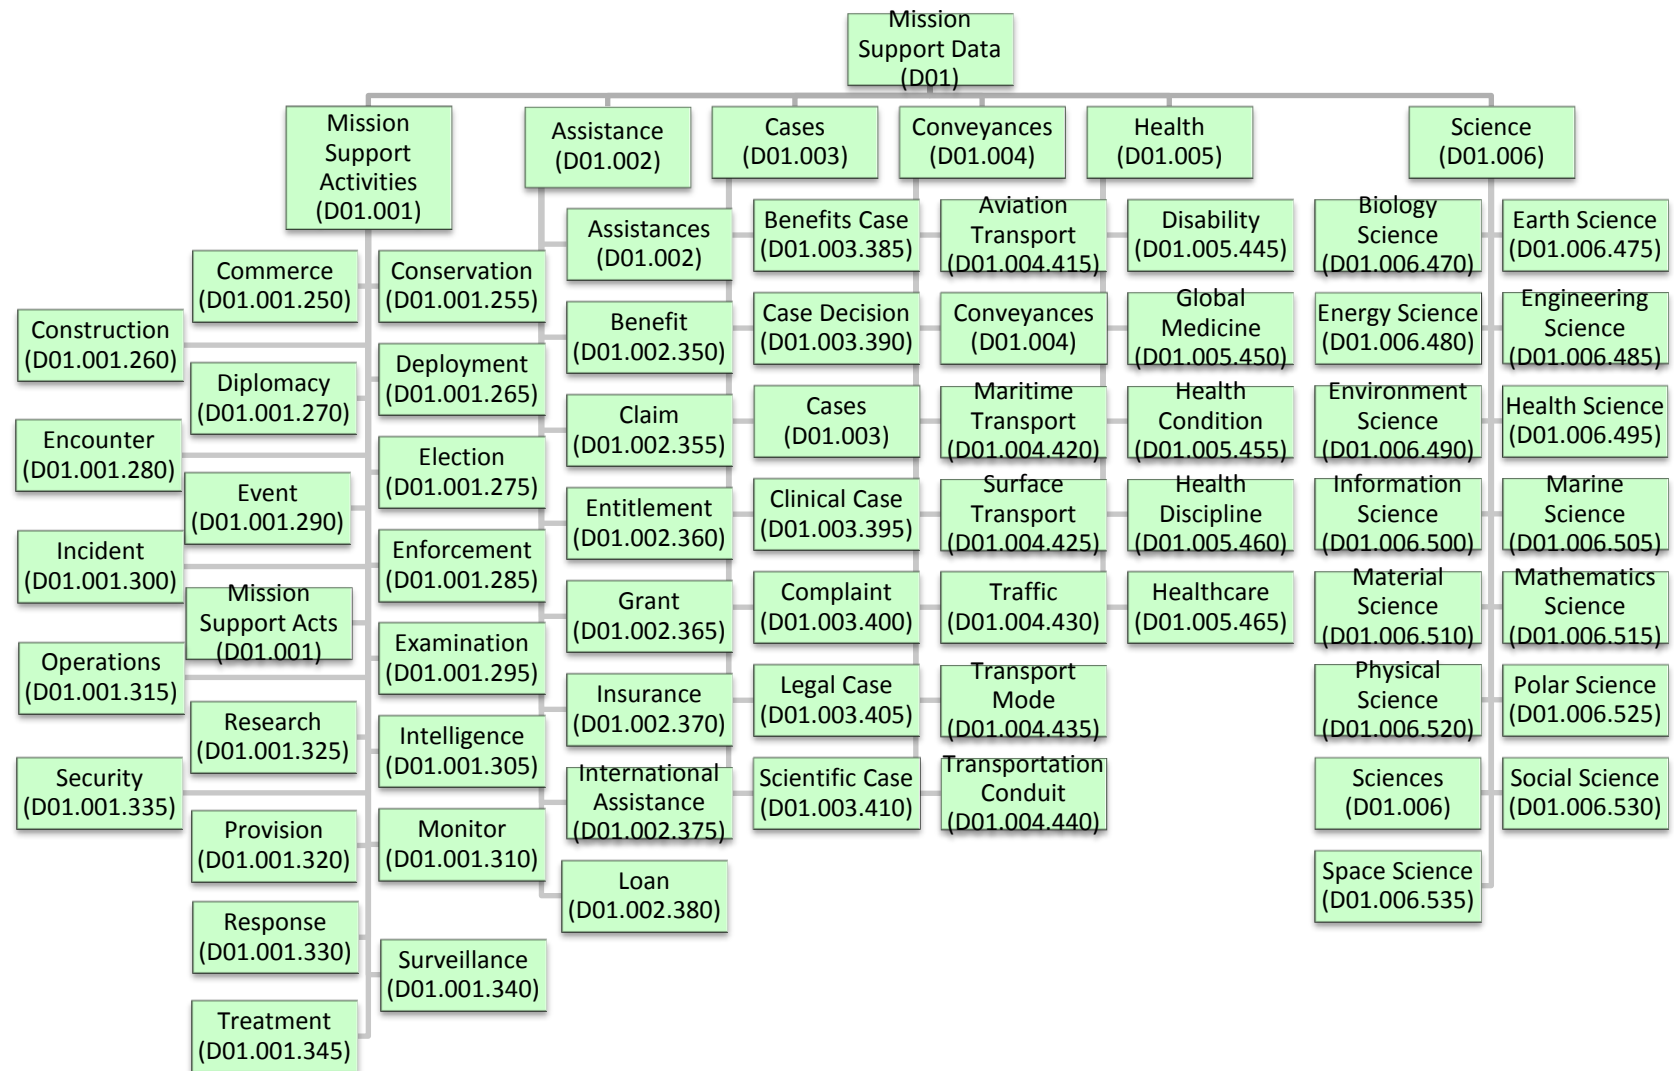 Mission
Support Data
(D01)
Mission
Support
Activities
(D01.001)
Assistance
(D01.002)
Cases
(D01.003)
Conveyances
(D01.004)
Health
(D01.005)
Science
(D01.006)
Commerce
(D01.001.250)
Conservation
(D01.001.255)
Construction
(D01.001.260)
Deployment
(D01.001.265)
Diplomacy
(D01.001.270)
Election
(D01.001.275)
Encounter
(D01.001.280)
Enforcement
(D01.001.285)
Event
(D01.001.290)
Examination
(D01.001.295)
Incident
(D01.001.300)
Intelligence
(D01.001.305)
Mission
Support Acts
(D01.001)
Monitor
(D01.001.310)
Operations
(D01.001.315)
Research
(D01.001.325)
Security
(D01.001.335)
Provision
(D01.001.320)
Response
(D01.001.330)
Surveillance
(D01.001.340)
Treatment
(D01.001.345)
Assistances
(D01.002)
Benefit
(D01.002.350)
Claim
(D01.002.355)
Entitlement
(D01.002.360)
Grant
(D01.002.365)
Insurance
(D01.002.370)
International
Assistance
(D01.002.375)
Loan
(D01.002.380)
Benefits Case
(D01.003.385)
Case Decision
(D01.003.390)
Cases
(D01.003)
Clinical Case
(D01.003.395)
Complaint
(D01.003.400)
Legal Case
(D01.003.405)
Scientific Case
(D01.003.410)
Aviation
Transport
(D01.004.415)
Conveyances
(D01.004)
Maritime
Transport
(D01.004.420)
Surface
Transport
(D01.004.425)
Traffic
(D01.004.430)
Transport
Mode
(D01.004.435)
Transportation
Conduit
(D01.004.440)
Disability
(D01.005.445)
Global
Medicine
(D01.005.450)
Health
Condition
(D01.005.455)
Health
Discipline
(D01.005.460)
Healthcare
(D01.005.465)
Biology
Science
(D01.006.470)
Earth Science
(D01.006.475)
Energy Science
(D01.006.480)
Engineering
Science
(D01.006.485)
Environment
Science
(D01.006.490)
Health Science
(D01.006.495)
Information
Science
(D01.006.500)
Marine
Science
(D01.006.505)
Material
Science
(D01.006.510)
Mathematics
Science
(D01.006.515)
Physical
Science
(D01.006.520)
Polar Science
(D01.006.525)
Sciences
(D01.006)
Social Science
(D01.006.530)
Space Science
(D01.006.535)